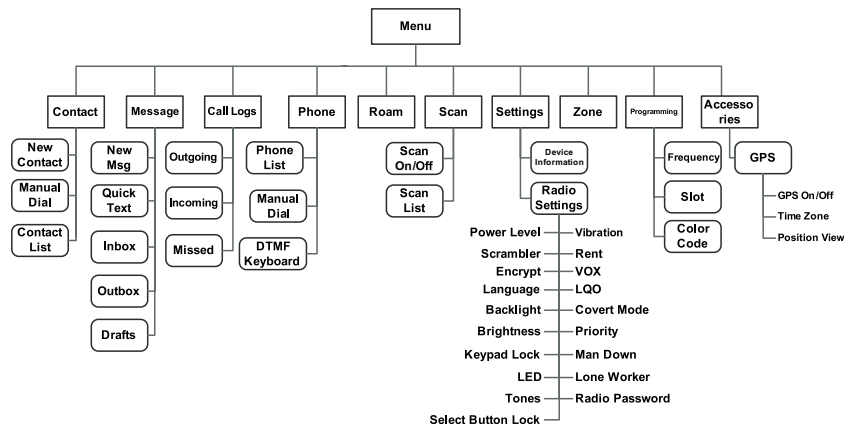 Menu
Contact
Message
Call Logs
Phone
Roam
Scan
Settings
Zone
Programming
Accesso
ries
New
Contact
Manual
Dial
Contact
List
New
Msg
Quick
Text
Inbox
Outbox
Drafts
Outgoing
Incoming
Missed
Phone
List
Manual
Dial
DTMF
Keyboard
Scan
On/Off
Scan
List
Device
Information
Radio
Settings
Power Level
Vibration
Scrambler
Rent
Encrypt
VOX
Language
LQO
Backlight
Covert Mode
Brightness
Priority
Keypad Lock
Man Down
LED
Lone Worker
Tones
Radio Password
Select Button Lock
Frequency
Slot
Color
Code
GPS
GPS On/Off
Time Zone
Position View